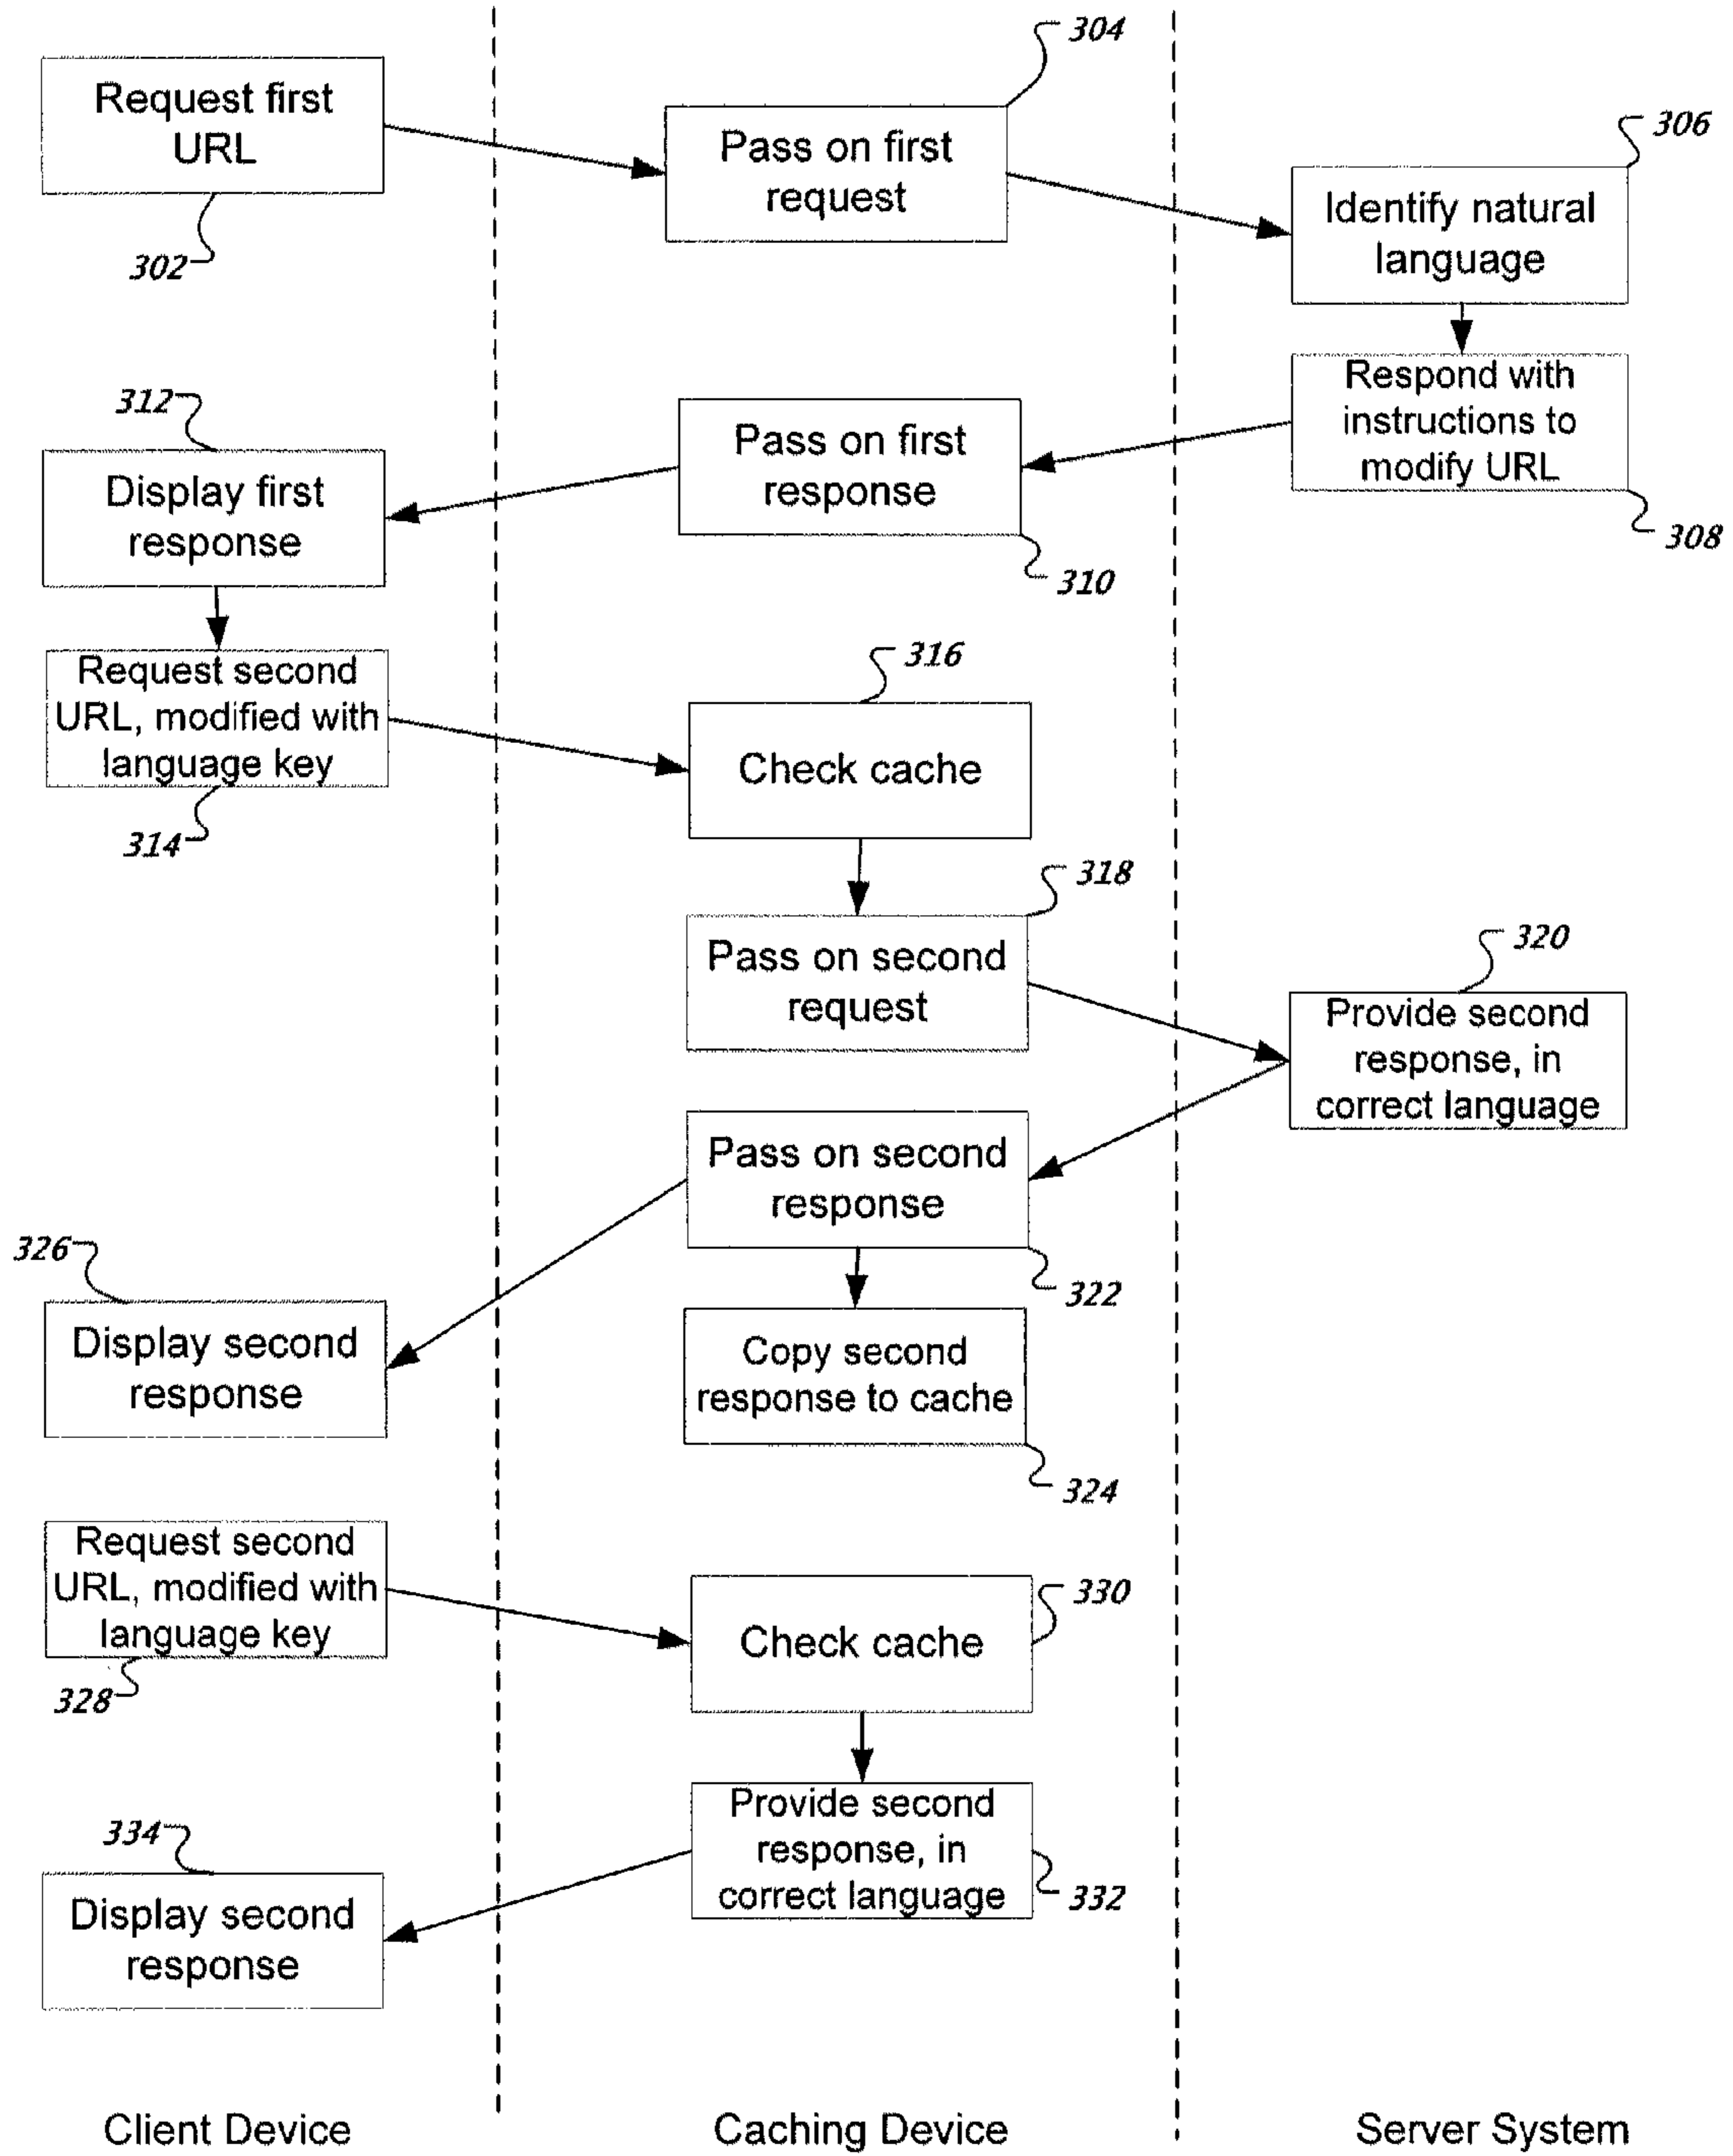 304
Request first
URL
302
Pass on first
request
306
Identify natural
language
Respond with
instructions to
modify URL
308
Pass on first
response
310
312
Display first
response
Request second
URL, modified with
language key
314
316
Check cache
318
Pass on second
request
320
Provide second
response, in
correct language
Pass on second
response
322
326
Display second
response
Copy second
response to cache
324
Request second
URL, modified with
language key
328
330
Check cache
Provide second
response, in
correct language
332
334
Display second
response
Client Device
Caching Device
Server System